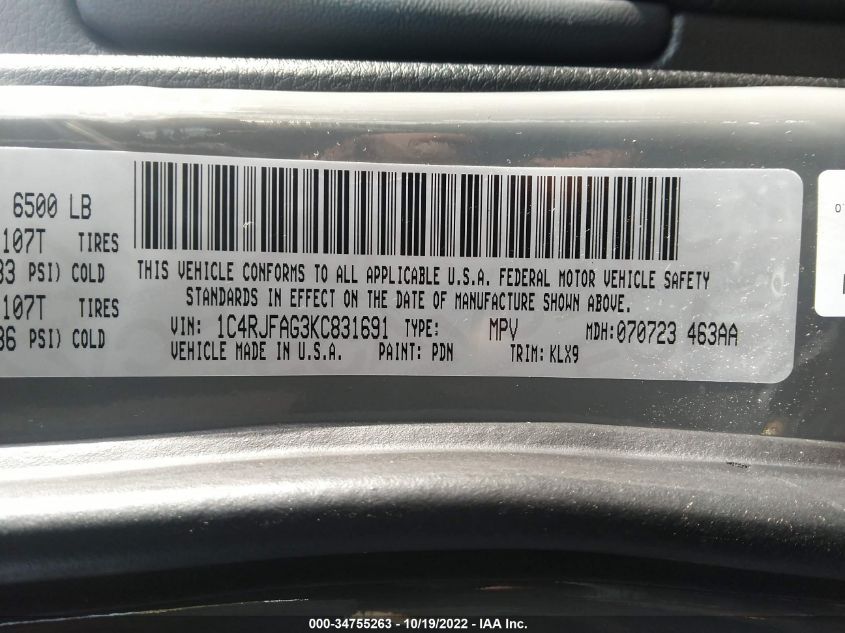 6500 LB
107T TIRES
PSI) COLD
107T TIRES
PSI) COLD
THIS VEHICLE CONFORMS TO ALL APPLICABLE U.S.A. FEDERAL MOTOR VEHICLE SAFETY
STANDARDS IN EFFECT ON THE DATE OF MANUFACTURE SHOWN ABOVE.
VIN: 1C4RJFAG3KC831691 TYPE: MPV MDH:070723 463AA
VEHICLE MADE IN U.S.A. PAINT: PDN TRIM: KLX9
000-34755263 - 10/19/2022 - IAA Inc.